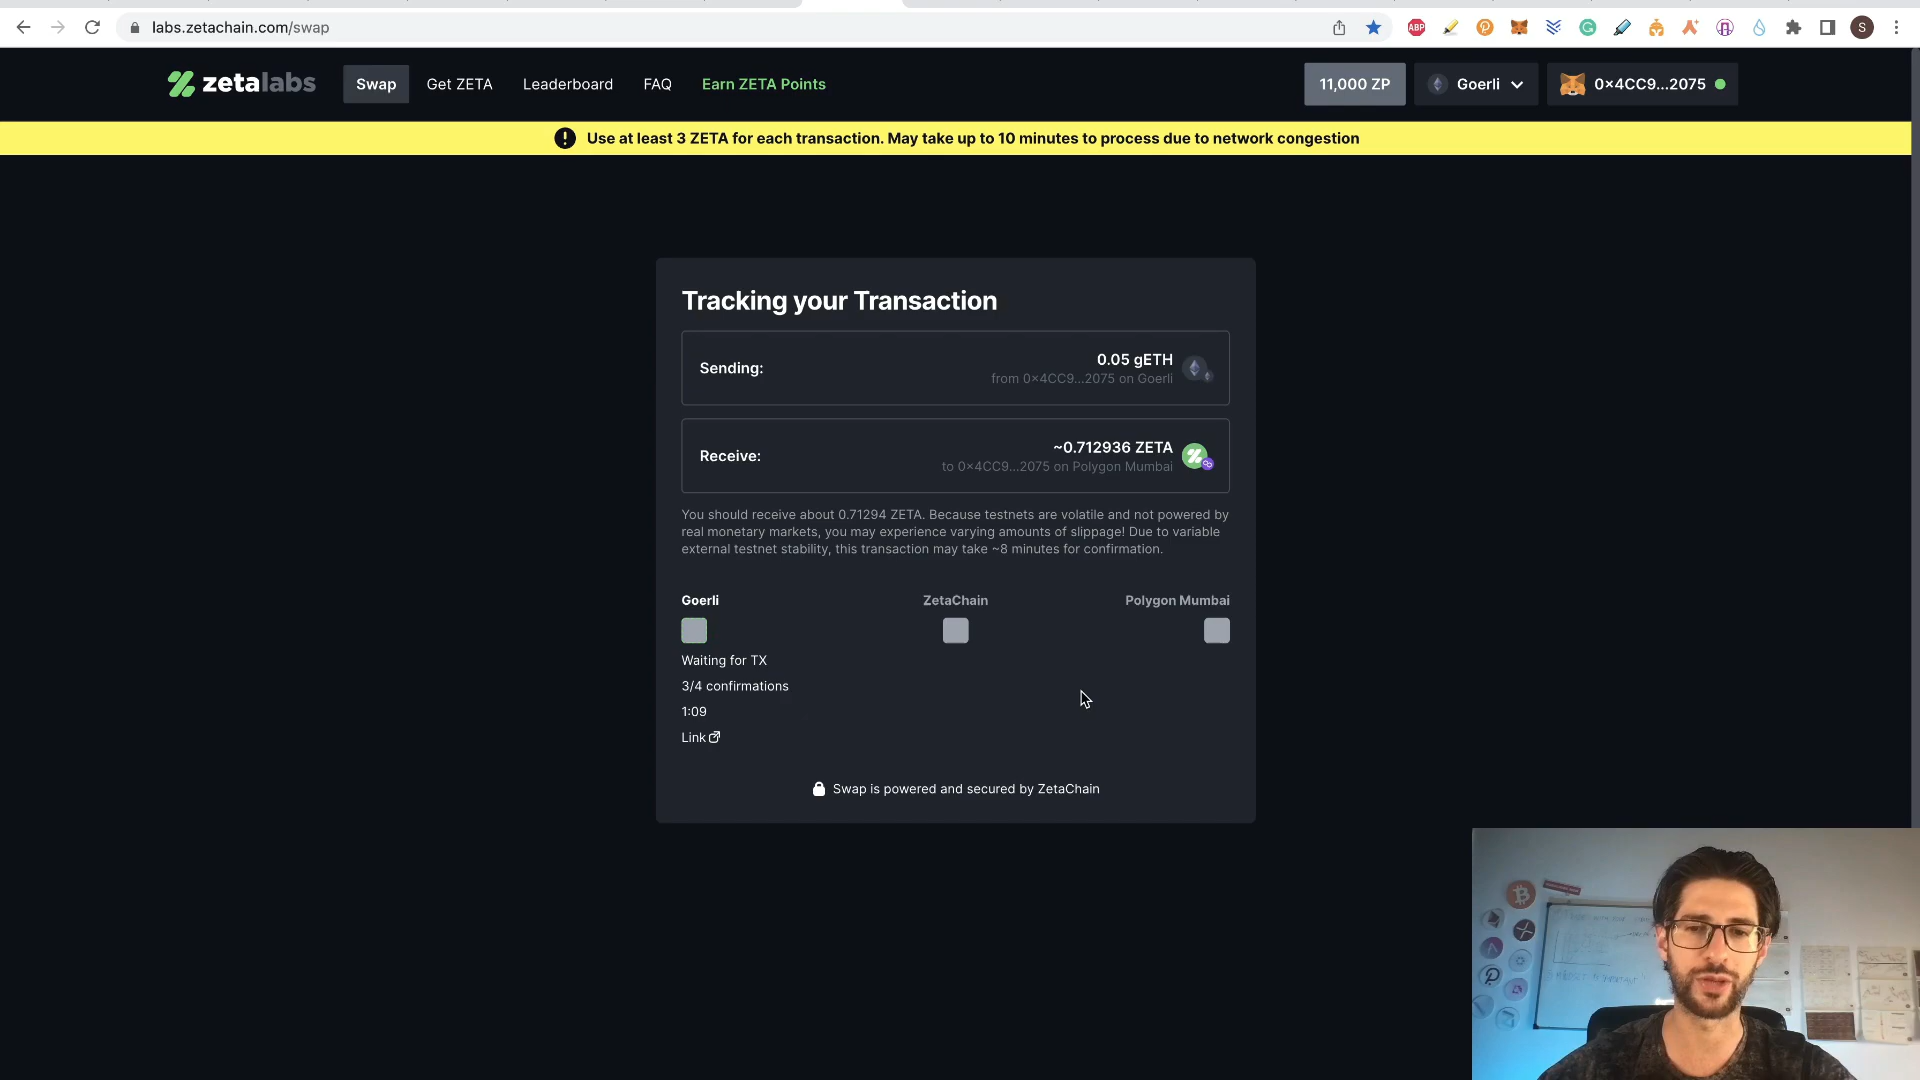 labs.zetachain.com/swap
ABP
S
zetalabs
Swap
Get ZETA
Leaderboard
FAQ
Earn ZETA Points
11,000 ZP
Goerli
0×4CC9...2075
Use at least 3 ZETA for each transaction. May take up to 10 minutes to process due to network congestion
Tracking your Transaction
Sending:
0.05 gETH
from 0×4CC9...2075 on Goerli
Receive:
~0.712936 ZETA
to 0×4CC9...2075 on Polygon Mumbai
You should receive about 0.71294 ZETA. Because testnets are volatile and not powered by
real monetary markets, you may experience varying amounts of slippage! Due to variable
external testnet stability, this transaction may take ~8 minutes for confirmation.
Goerli
ZetaChain
Polygon Mumbai
Waiting for TX
3/4 confirmations
1:09
Link
Swap is powered and secured by ZetaChain